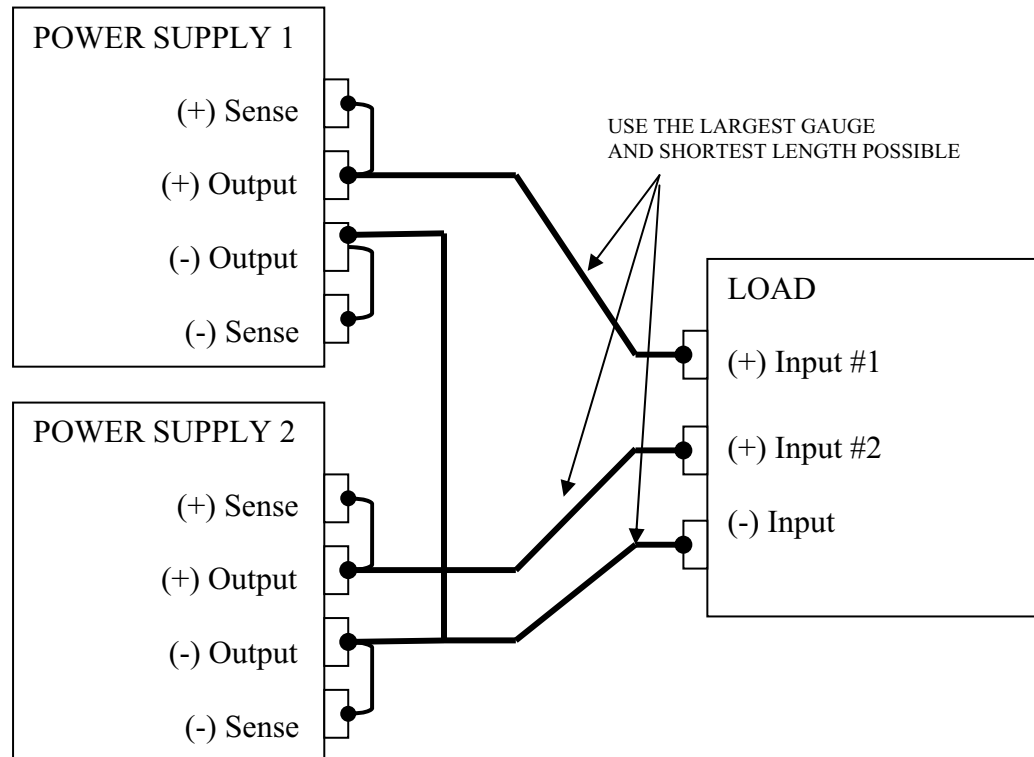 POWER SUPPLY 1
(+) Sense
(+) Output
(-) Output
(-) Sense
USE THE LARGEST GAUGE
AND SHORTEST LENGTH POSSIBLE
LOAD
(+) Input #1
(+) Input #2
(-) Input
POWER SUPPLY 2
(+) Sense
(+) Output
(-) Output
(-) Sense